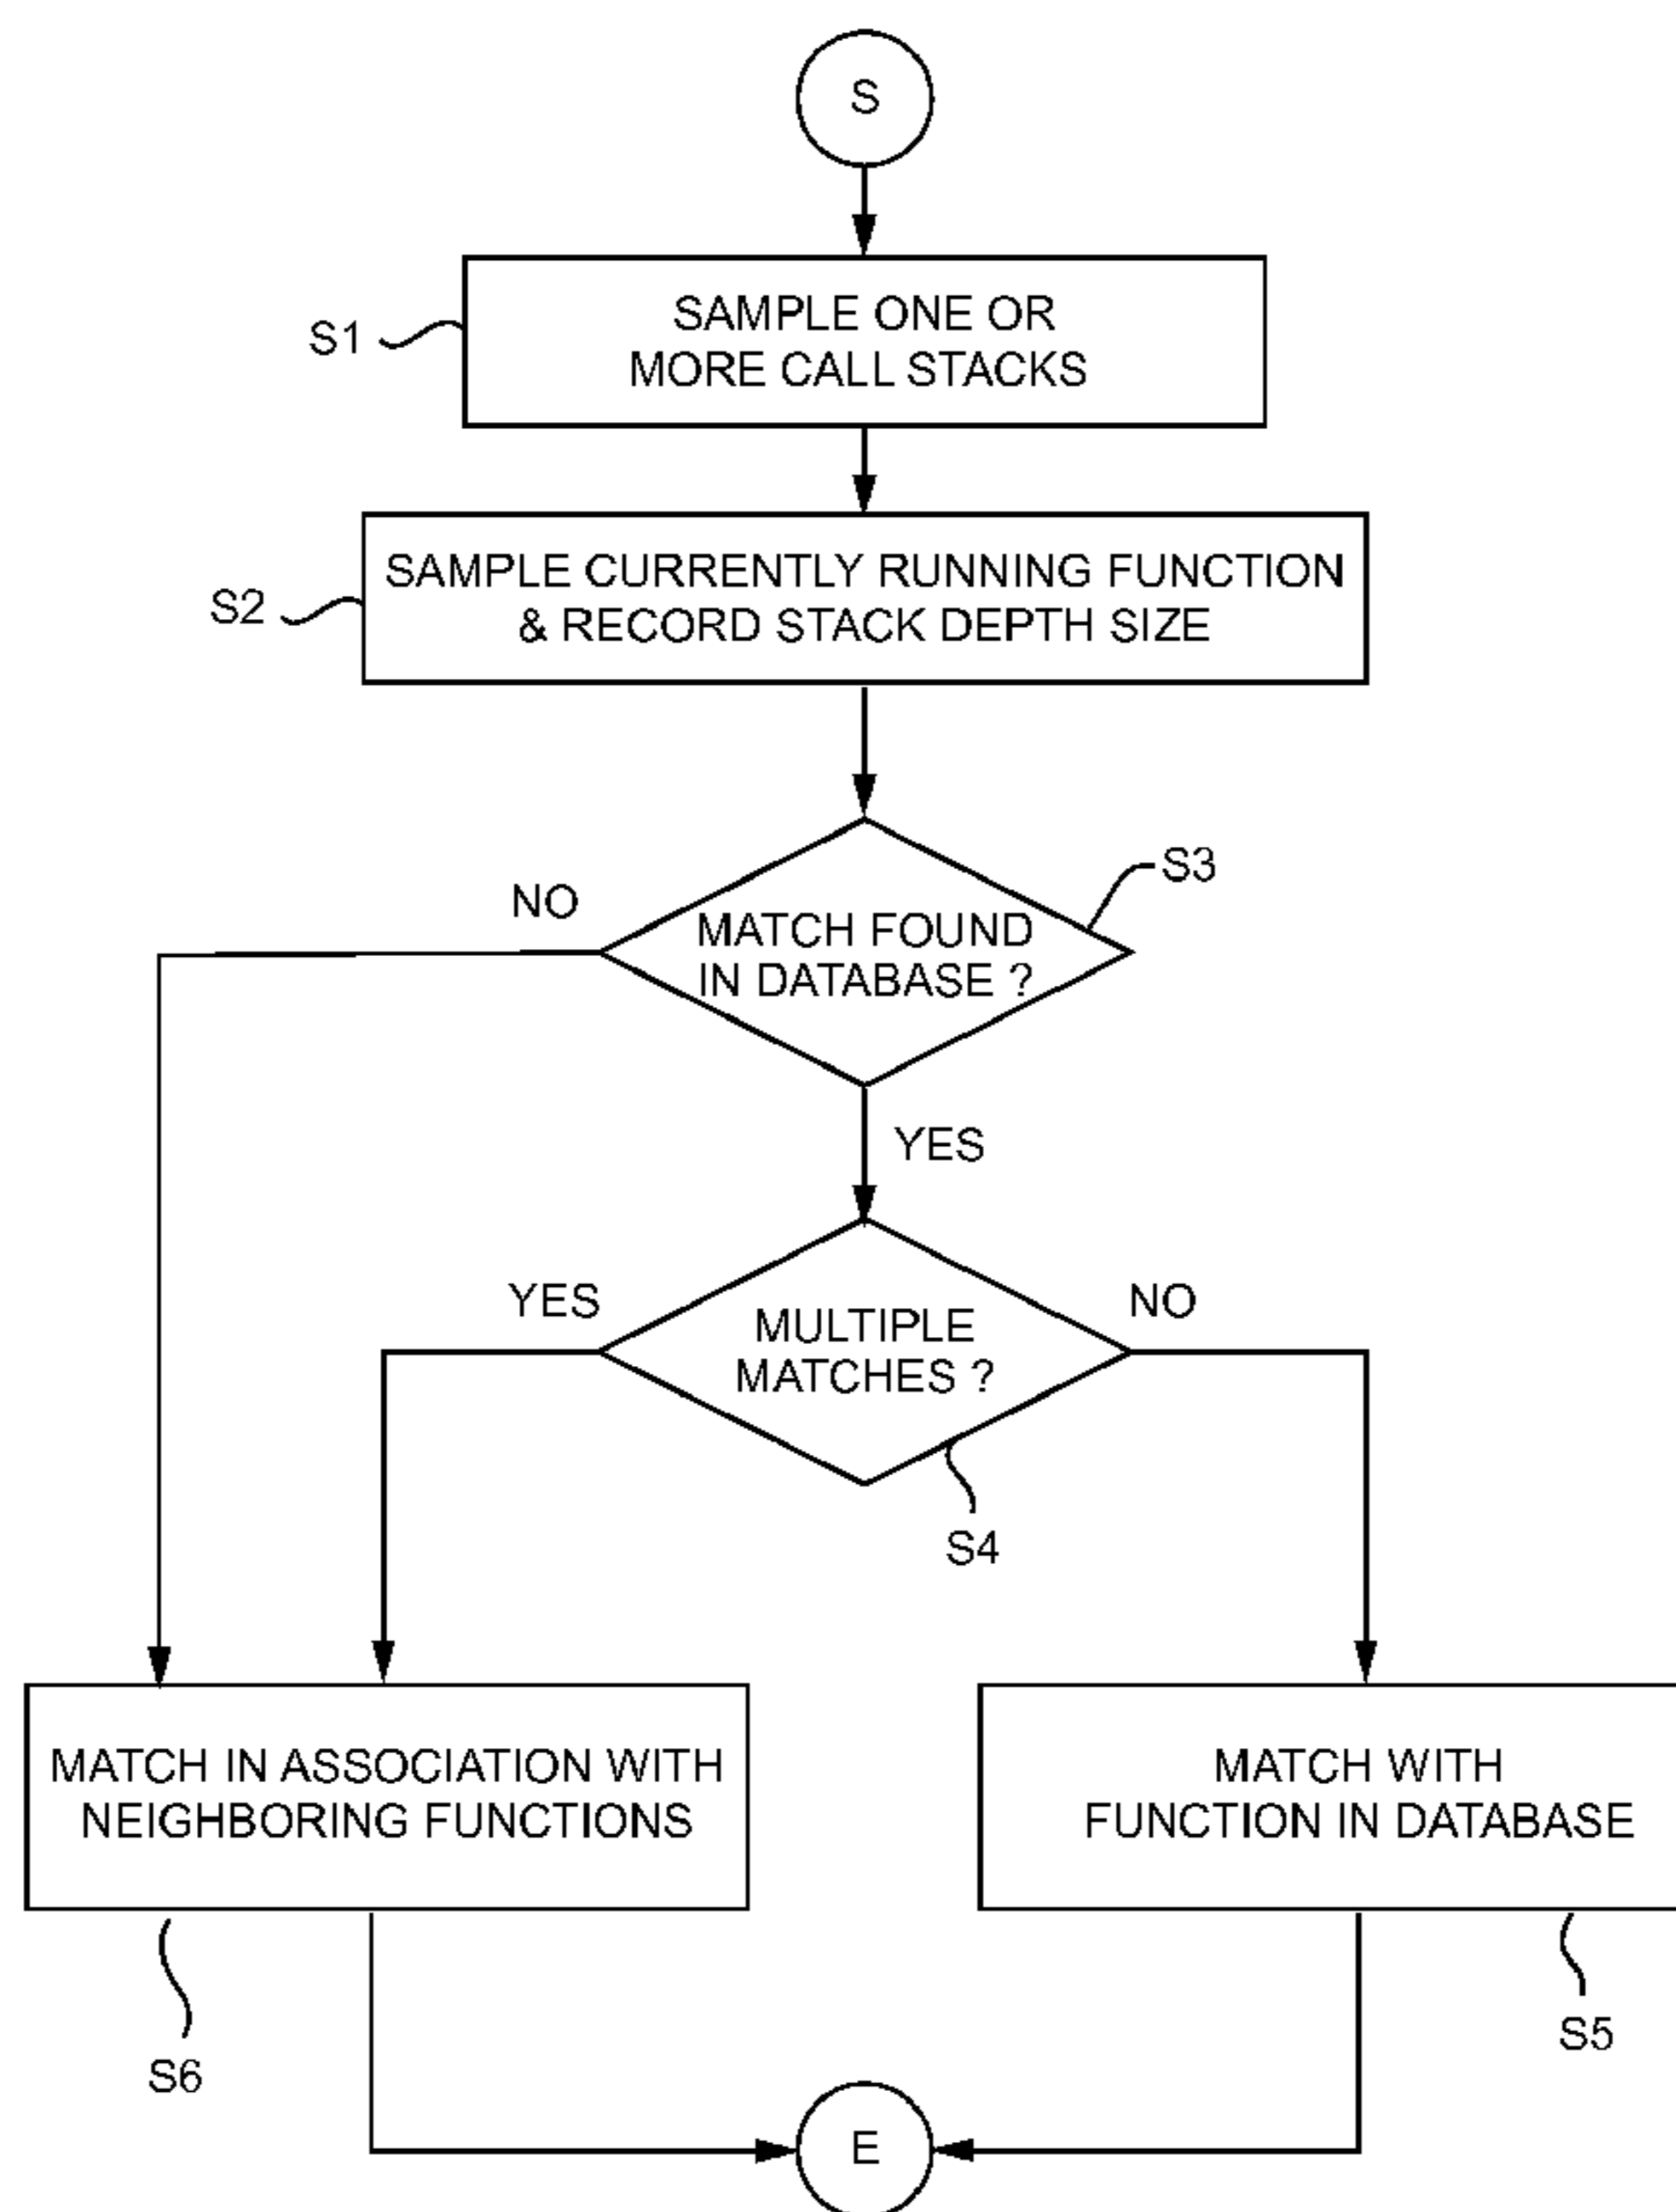 S
SAMPLE ONE OR
MORE CALL STACKS
S1
SAMPLE CURRENTLY RUNNING FUNCTION
& RECORD STACK DEPTH SIZE
S2
S3
NO
MATCH FOUND
IN DATABASE ?
YES
YES
NO
MULTIPLE
MATCHES ?
S4
MATCH IN ASSOCIATION WITH
NEIGHBORING FUNCTIONS
MATCH WITH
FUNCTION IN DATABASE
S6
S5
E